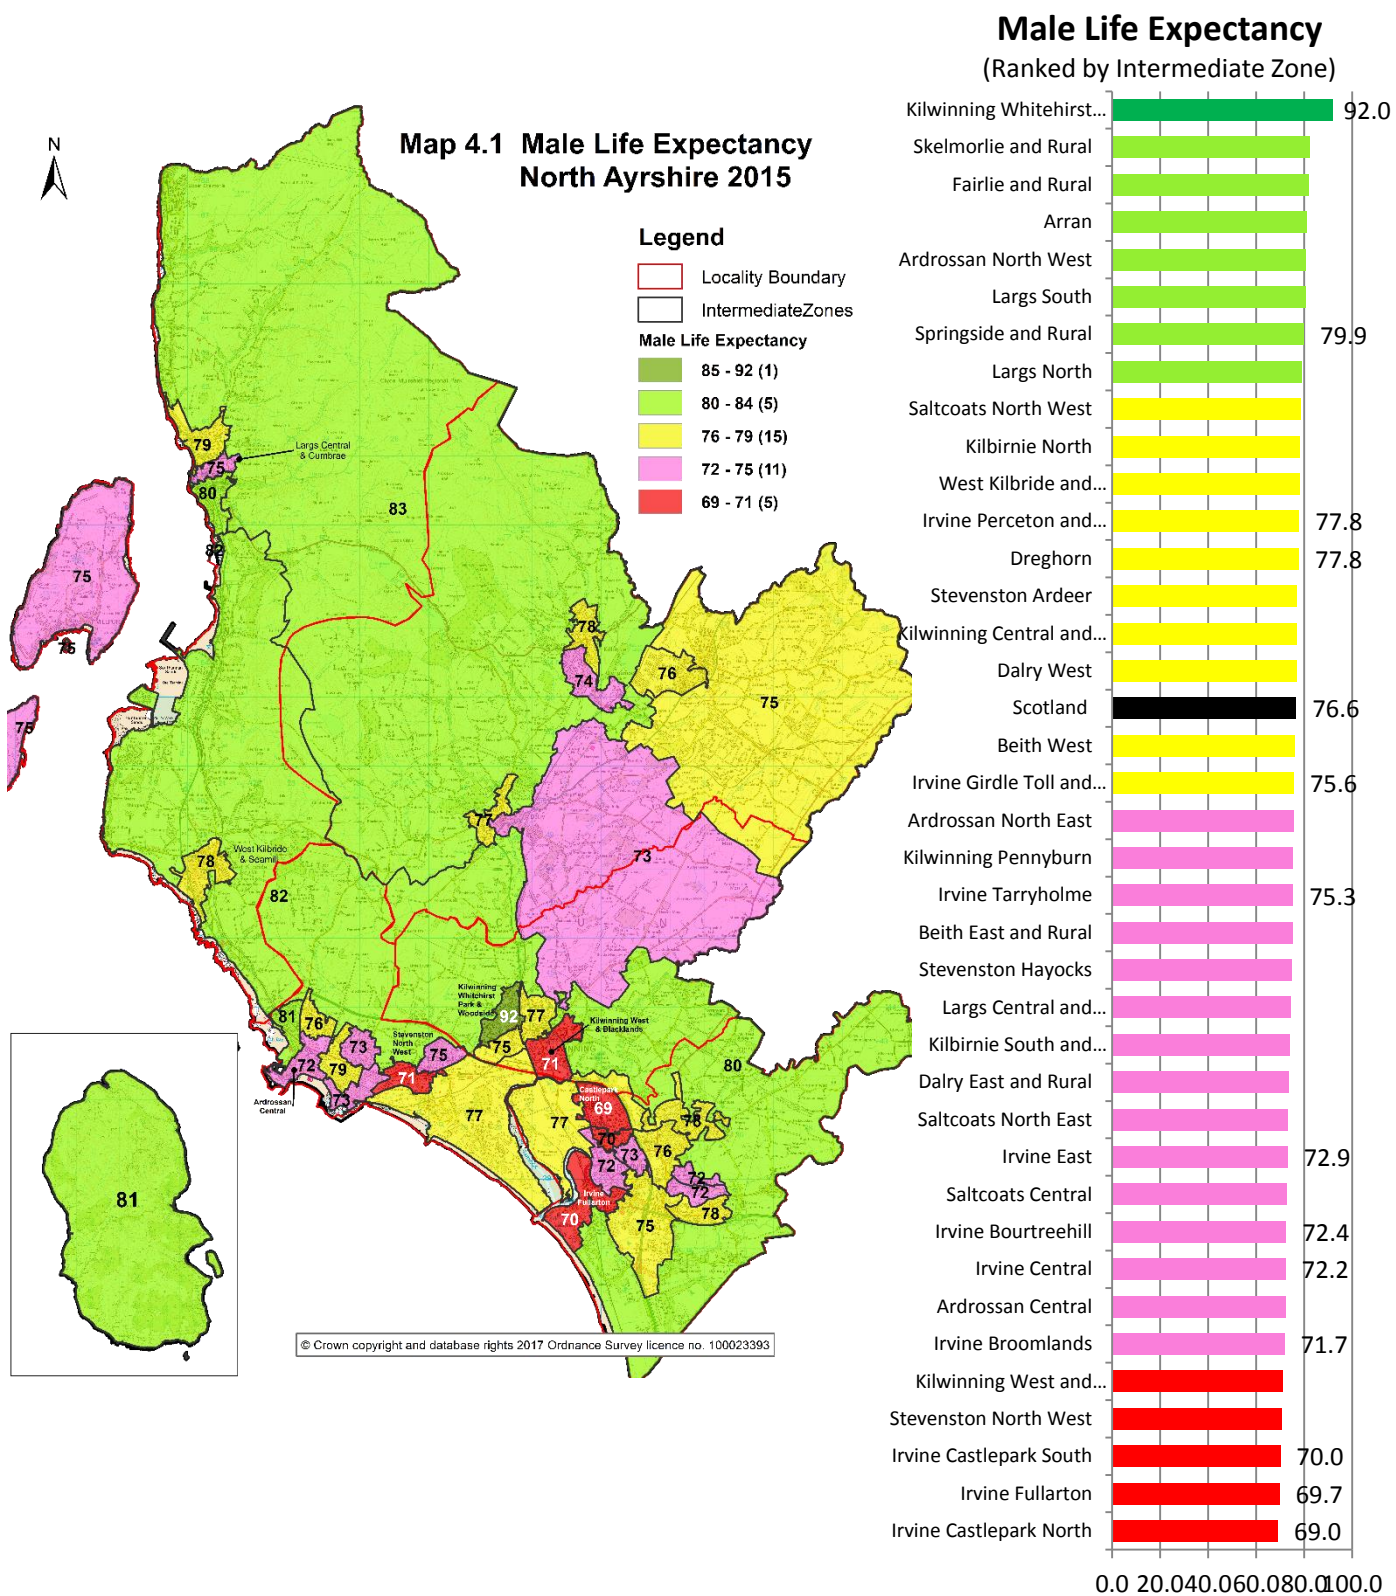 Male Life Expectancy
(Ranked by Intermediate Zone)
N
Map 4.1 Male Life Expectancy
North Ayrshire 2015
Legend
Locality Boundary
IntermediateZones
Male Life Expectancy
85 - 92 (1)
80 - 84 (5)
76 - 79 (15)
72 - 75 (11)
69 - 71 (5)
79
75
Largs Central
& Cumbrae
80
83
82
75
75
75
78
74
76
75
77
73
78
West Kilbride
& Seamill
82
81
76
72
79
73
73
Ardrossan
Central
Stevenston
North
West
75
71
Kilwinning
Whitehirst
Park &
Woodside
92
77
75
Kilwinning West
& Blacklands
71
77
77
Castlepark
North
69
70
73
72
76
78
80
72
72
78
75
Irvine
Fullarton
70
81
© Crown copyright and database rights 2017 Ordnance Survey licence no. 100023393
Kilwinning Whitehirst... 92.0
Skelmorlie and Rural
Fairlie and Rural
Arran
Ardrossan North West
Largs South
Springside and Rural 79.9
Largs North
Saltcoats North West
Kilbirnie North
West Kilbride and...
Irvine Perceton and... 77.8
Dreghorn 77.8
Stevenston Ardeer
Kilwinning Central and...
Dalry West
Scotland 76.6
Beith West
Irvine Girdle Toll and... 75.6
Ardrossan North East
Kilwinning Pennyburn
Irvine Tarryholme 75.3
Beith East and Rural
Stevenston Hayocks
Largs Central and...
Kilbirnie South and...
Dalry East and Rural
Saltcoats North East
Irvine East 72.9
Saltcoats Central
Irvine Bourtreehill 72.4
Irvine Central 72.2
Ardrossan Central
Irvine Broomlands 71.7
Kilwinning West and...
Stevenston North West
Irvine Castlepark South 70.0
Irvine Fullarton 69.7
Irvine Castlepark North 69.0
0.0 20.0 40.0 60.0 80.0 100.0